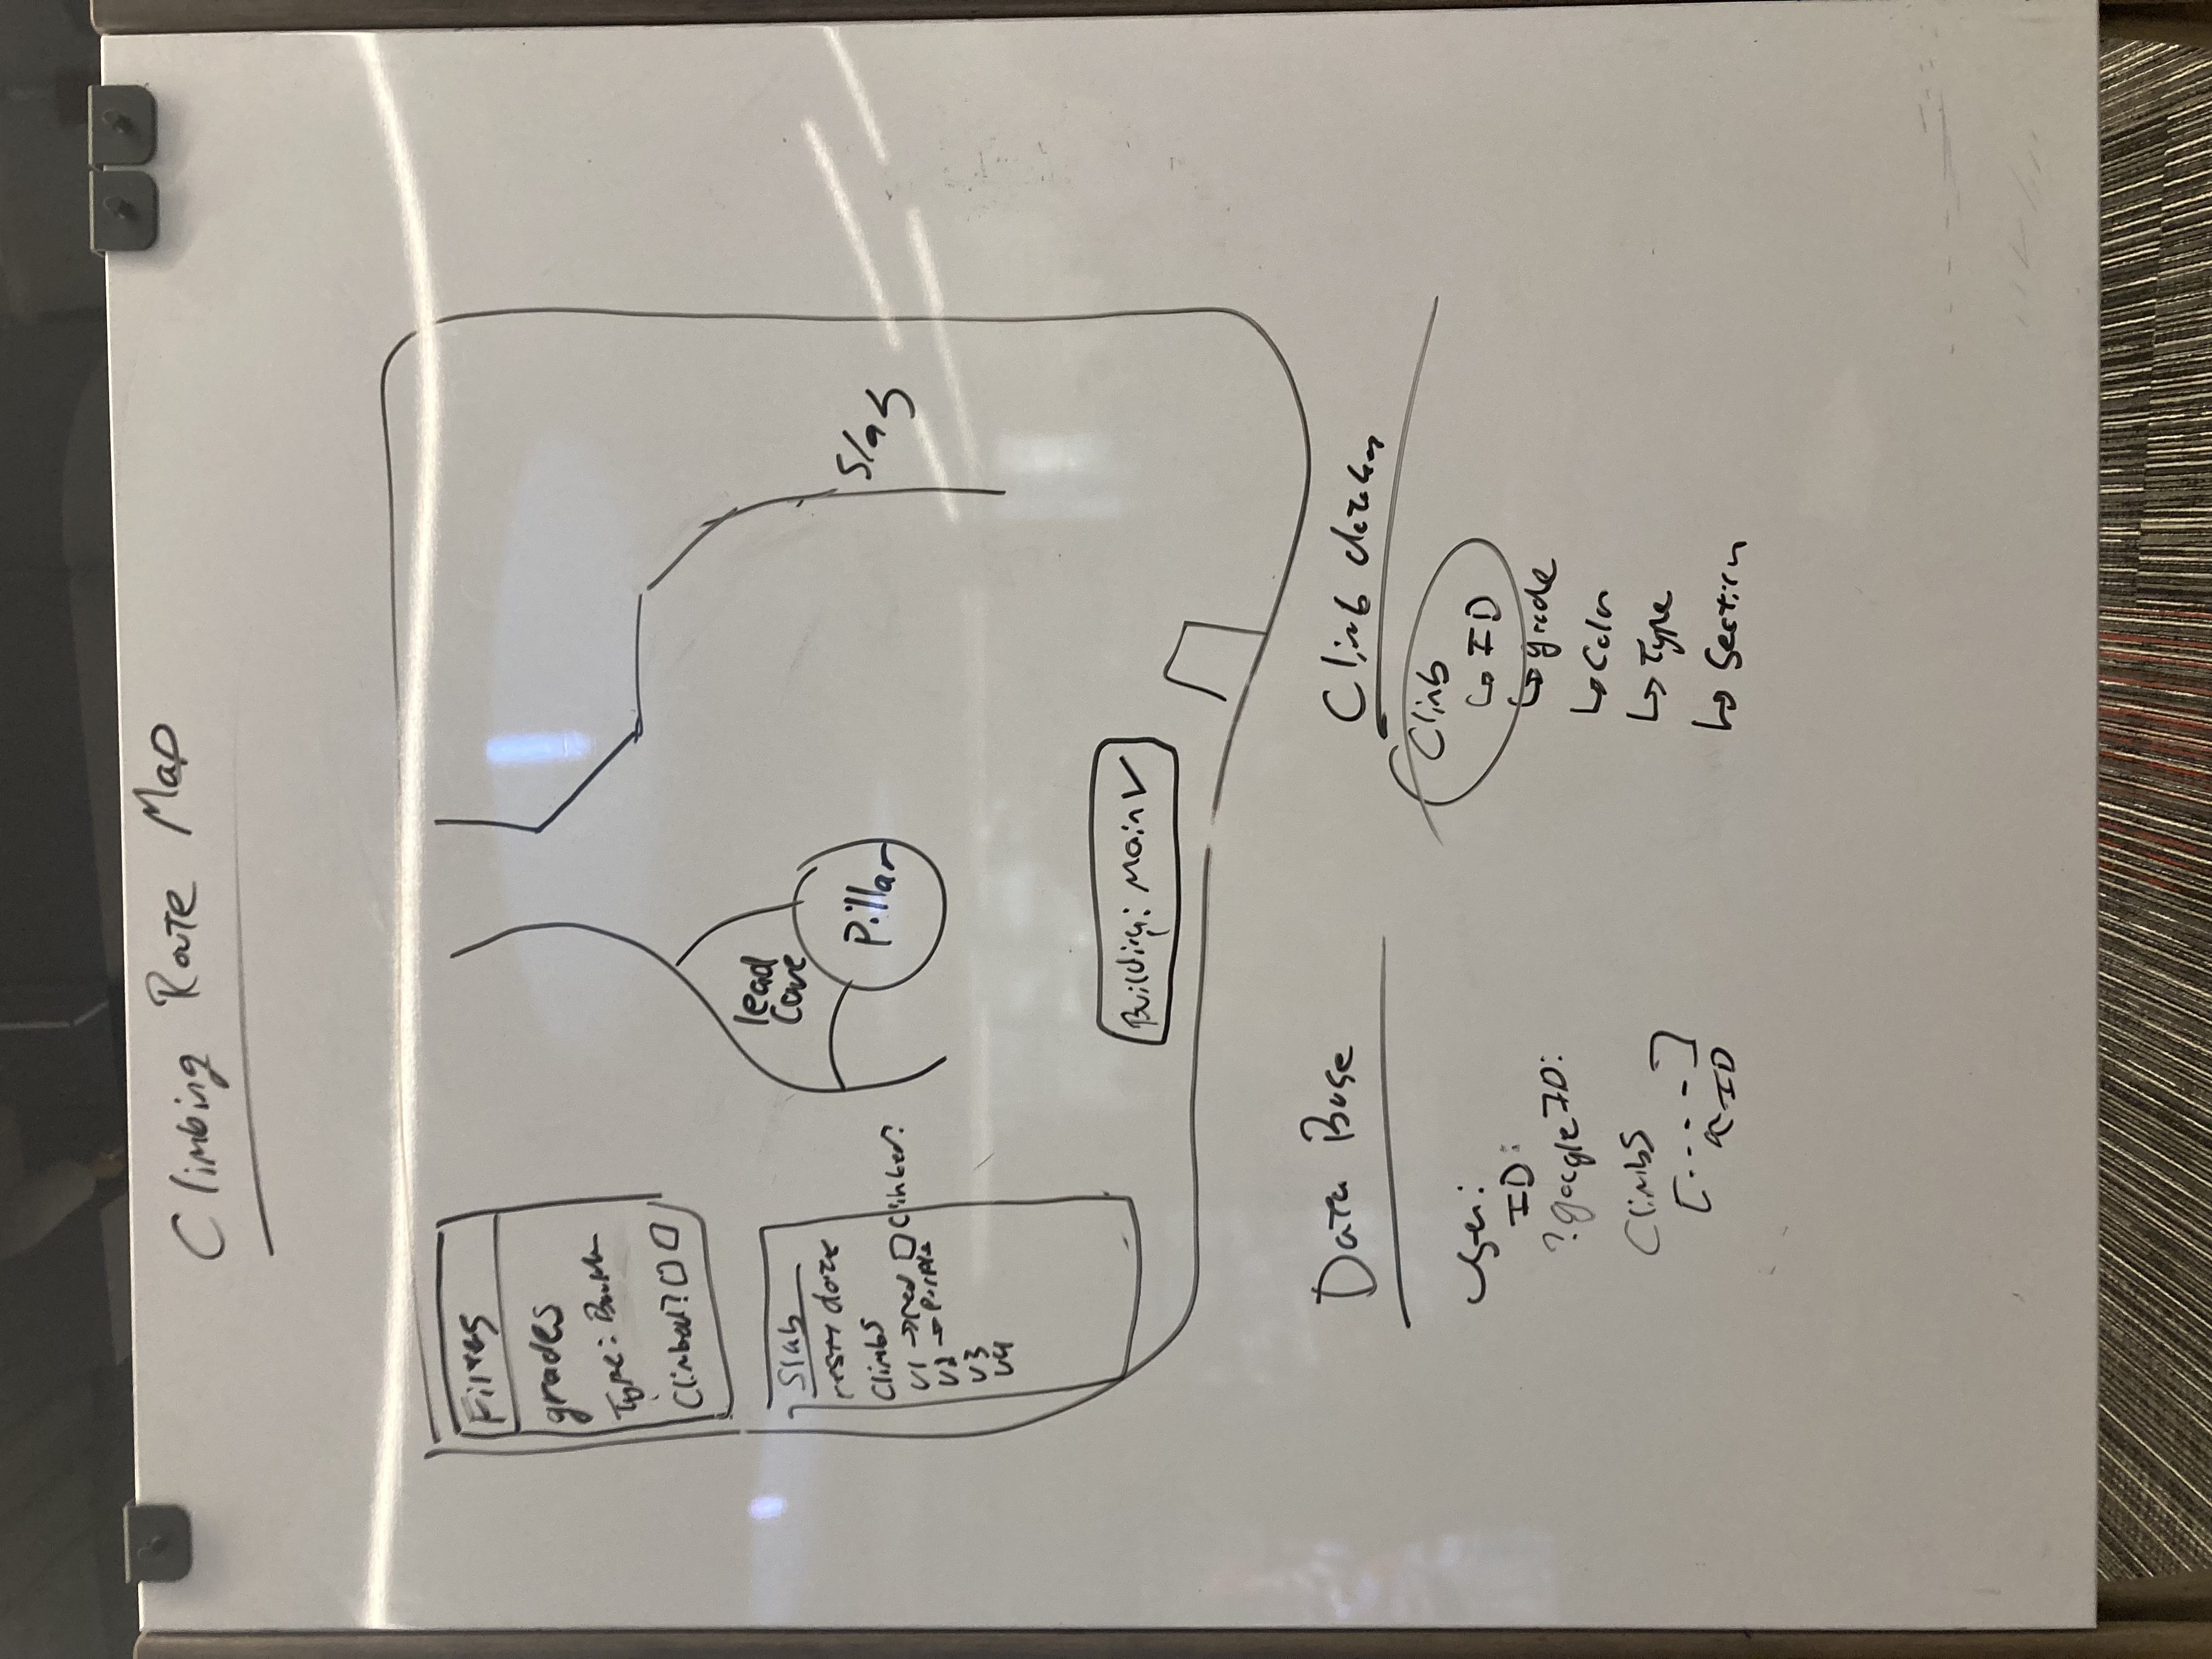 Climbing Route Map
Filters
grades
Type: Bould
Climbed?
Slab
reset date
Climbs
V1 → red Climbed?
V2 → Purple
V3
V4
lead
Cave
Pillar
Slab
Building: Main
Data Base
User:
ID:
? google ID:
Climbs
[....]
ID
Climb
Climb
↳ ID
↳ grade
↳ Color
↳ Type
↳ Section